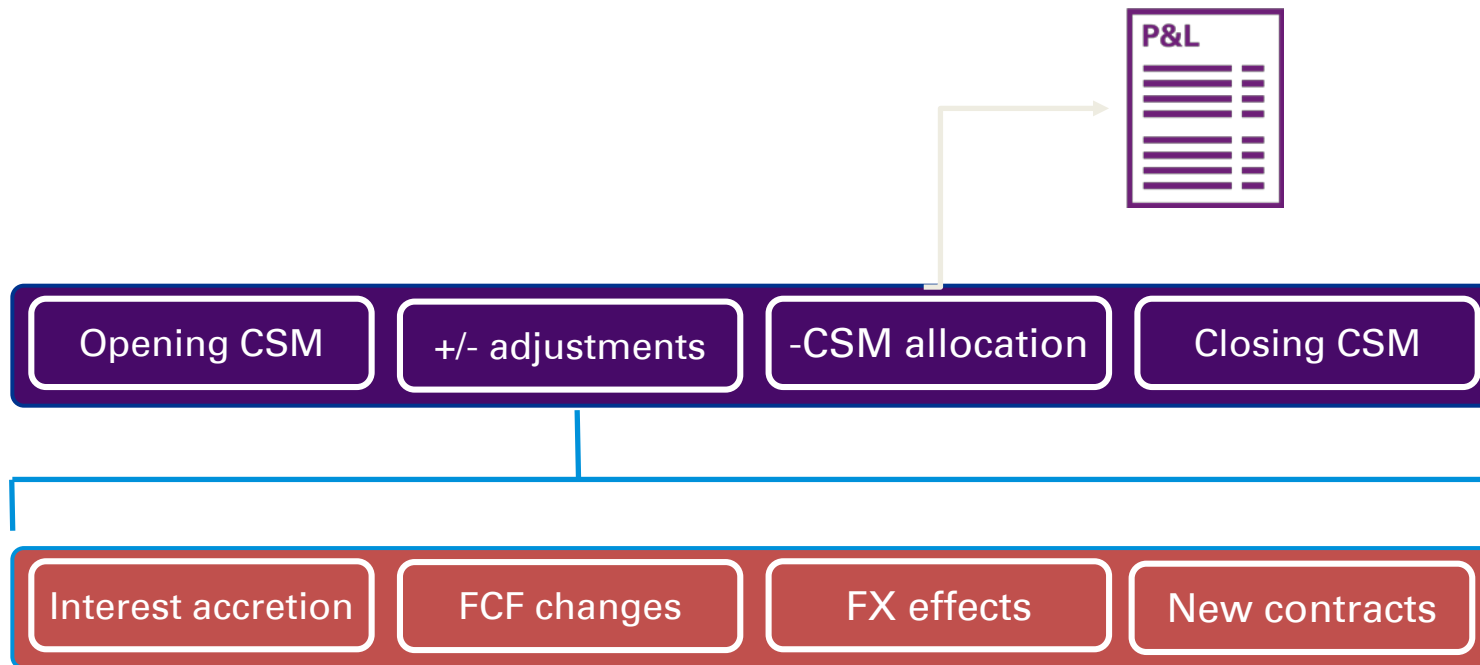 P&L
Opening CSM
+/- adjustments
-CSM allocation
Closing CSM
Interest accretion
FCF changes
FX effects
New contracts